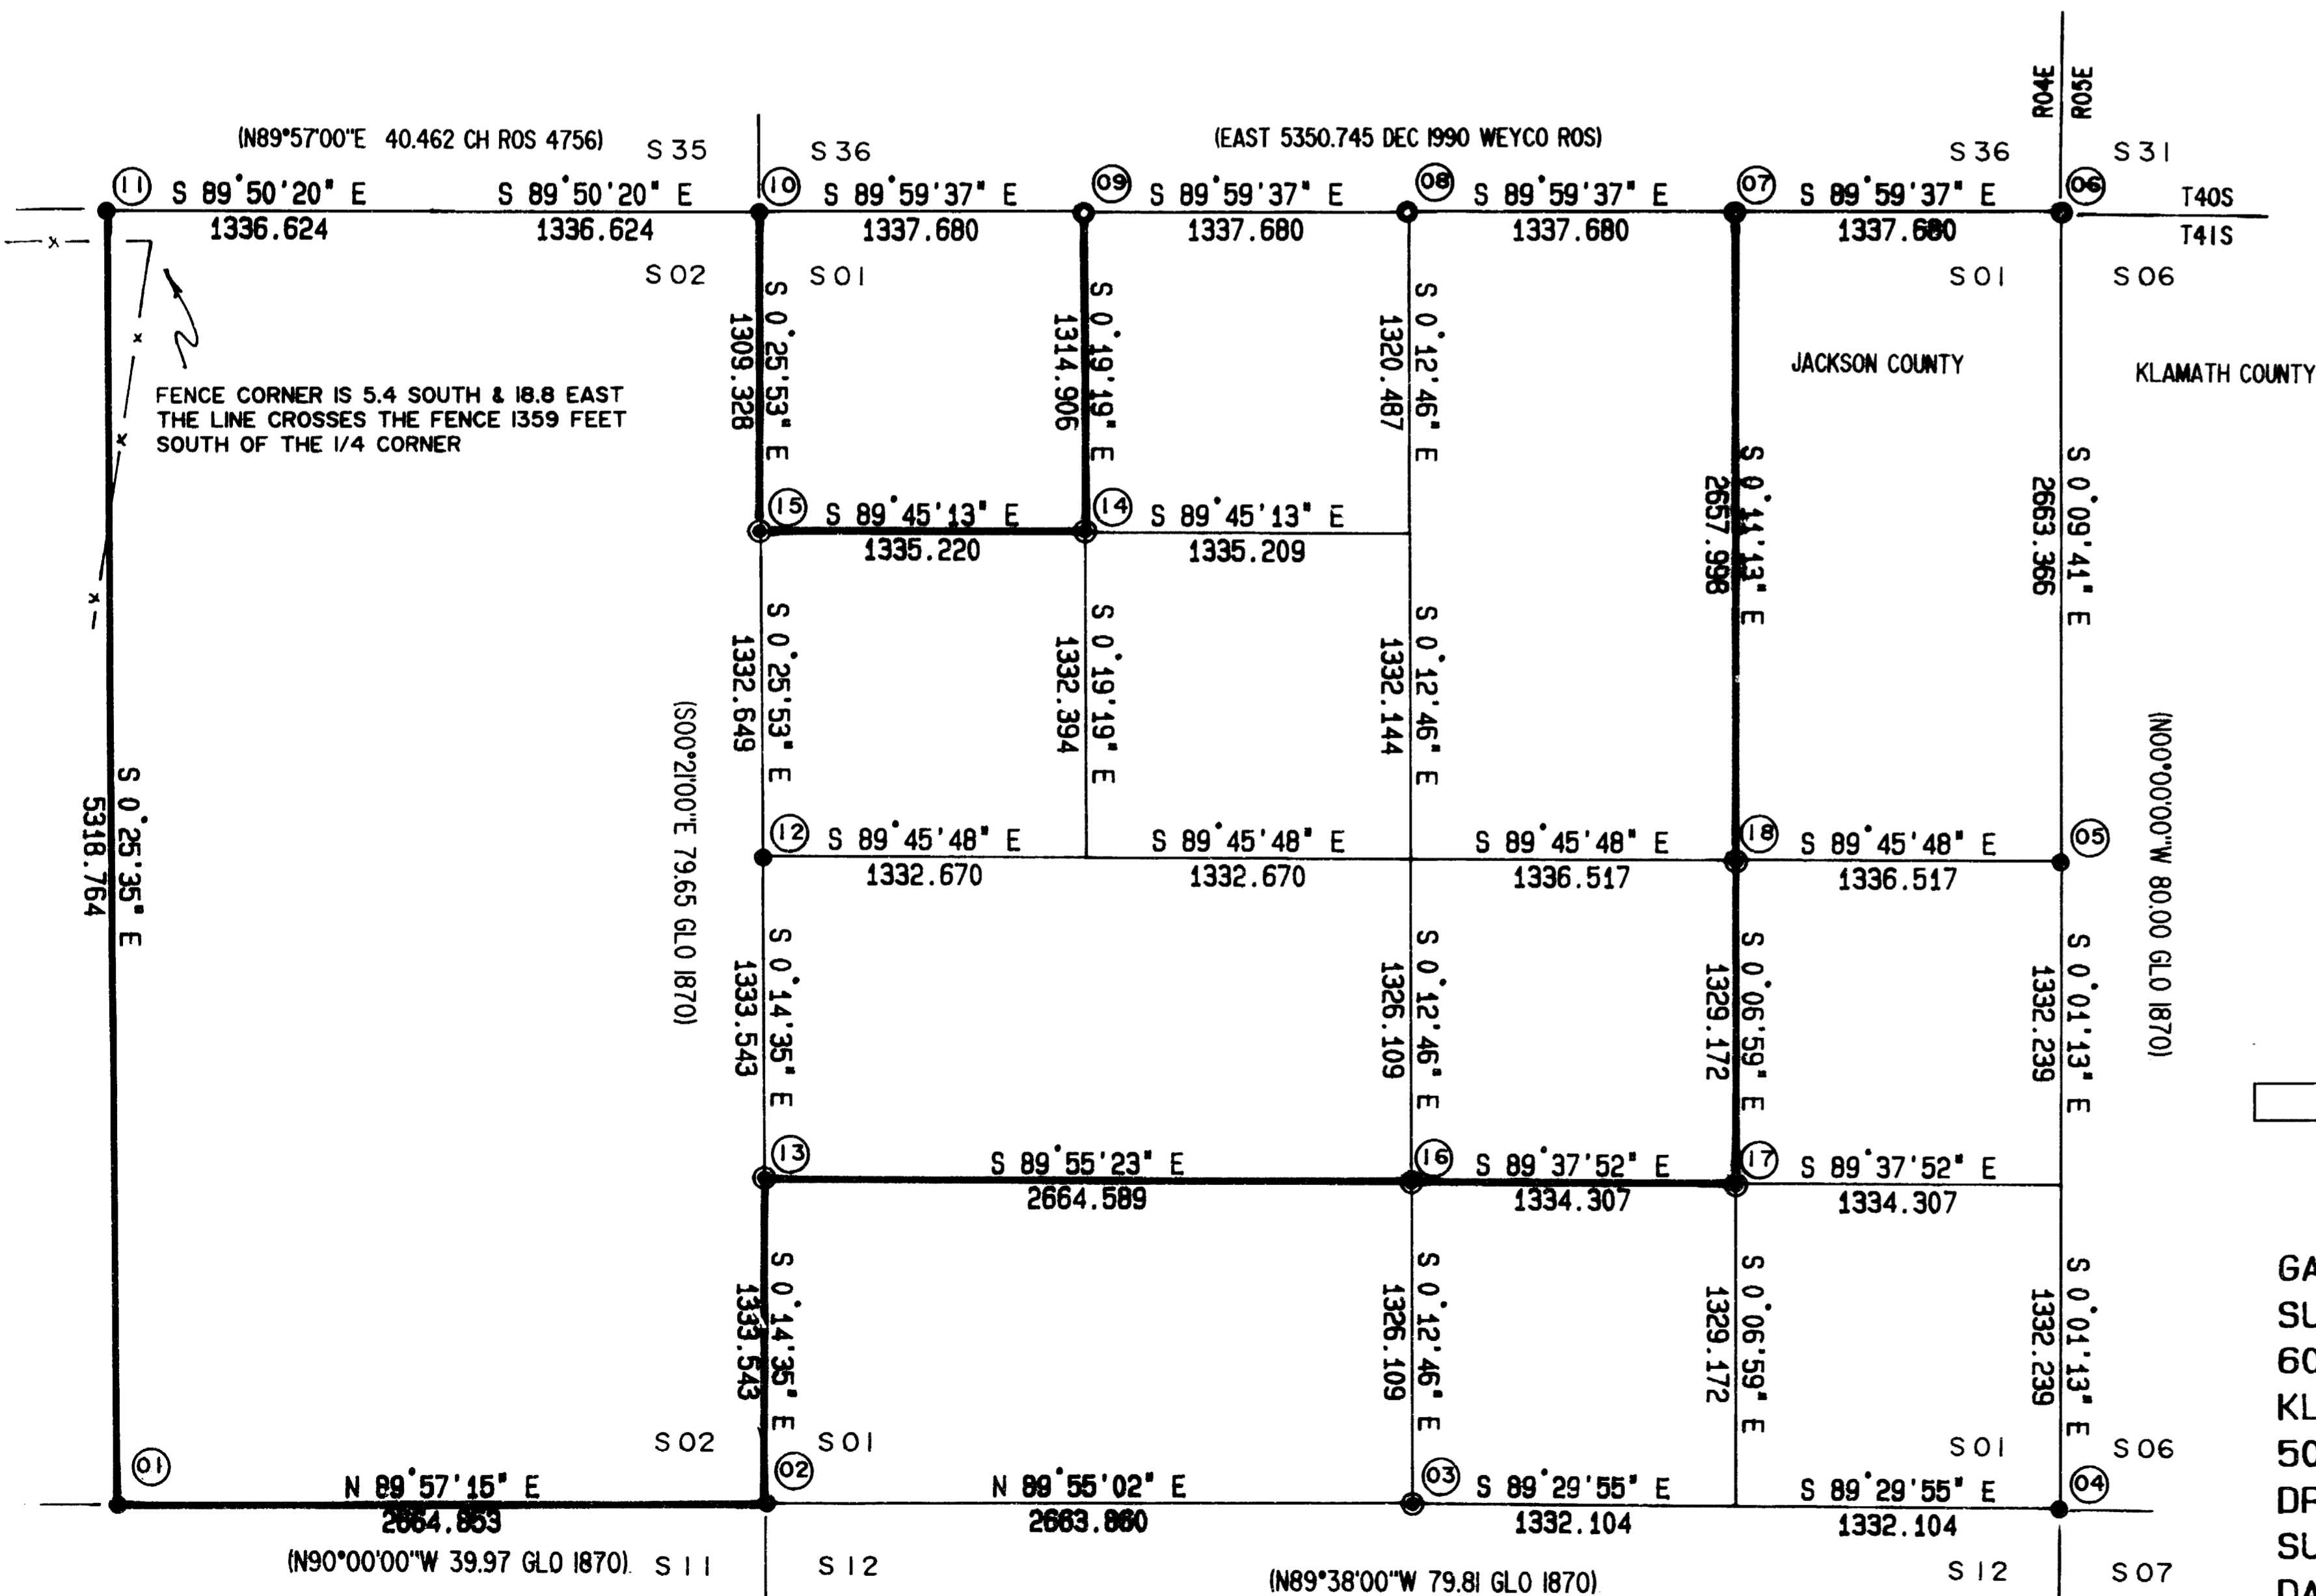 R04E
R05E
(N89°57'00"E 40.462 CH ROS 4756)
S 35
S 36
(EAST 5350.745 DEC 1990 WEYCO ROS)
S 36
S 31
11
S 89°50'20" E
S 89°50'20" E
10
S 89°59'37" E
09
S 89°59'37" E
08
S 89°59'37" E
07
S 89°59'37" E
06
T40S
1336.624
1336.624
1337.680
1337.680
1337.680
1337.680
T41S
S 02
S 01
S 01
S 06
FENCE CORNER IS 5.4 SOUTH & 18.8 EAST
THE LINE CROSSES THE FENCE 1359 FEET
SOUTH OF THE 1/4 CORNER
S 0°25'53" E
1309.328
S 0°19'19" E
1314.906
S 0°12'46" E
1320.487
JACKSON COUNTY
KLAMATH COUNTY
S 0°11'13" E
2657.998
S 0°09'41" E
2663.366
15
S 89°45'13" E
14
S 89°45'13" E
1335.220
1335.209
S 0°25'53" E
1332.649
S 0°19'19" E
1332.394
S 0°12'46" E
1332.144
(S00°21'00"E 79.65 GLO 1870)
(N00°00'00"W 80.00 GLO 1870)
S 0°25'35" E
5318.764
12
S 89°45'48" E
S 89°45'48" E
S 89°45'48" E
18
S 89°45'48" E
05
1332.670
1332.670
1336.517
1336.517
S 0°14'35" E
1333.543
S 0°12'46" E
1326.109
S 0°06'59" E
1329.172
S 0°01'13" E
1332.239
13
S 89°55'23" E
16
S 89°37'52" E
17
S 89°37'52" E
2664.589
1334.307
1334.307
S 0°14'35" E
1333.543
S 0°12'46" E
1326.109
S 0°06'59" E
1329.172
S 0°01'13" E
1332.239
S 02
S 01
S 01
S 06
01
N 89°57'15" E
02
N 89°55'02" E
03
S 89°29'55" E
S 89°29'55" E
04
2664.853
2663.860
1332.104
1332.104
(N90°00'00"W 39.97 GLO 1870)
S 11
S 12
(N89°38'00"W 79.81 GLO 1870)
S 12
S 07
GA
SU
60
KL
50
SU
DA